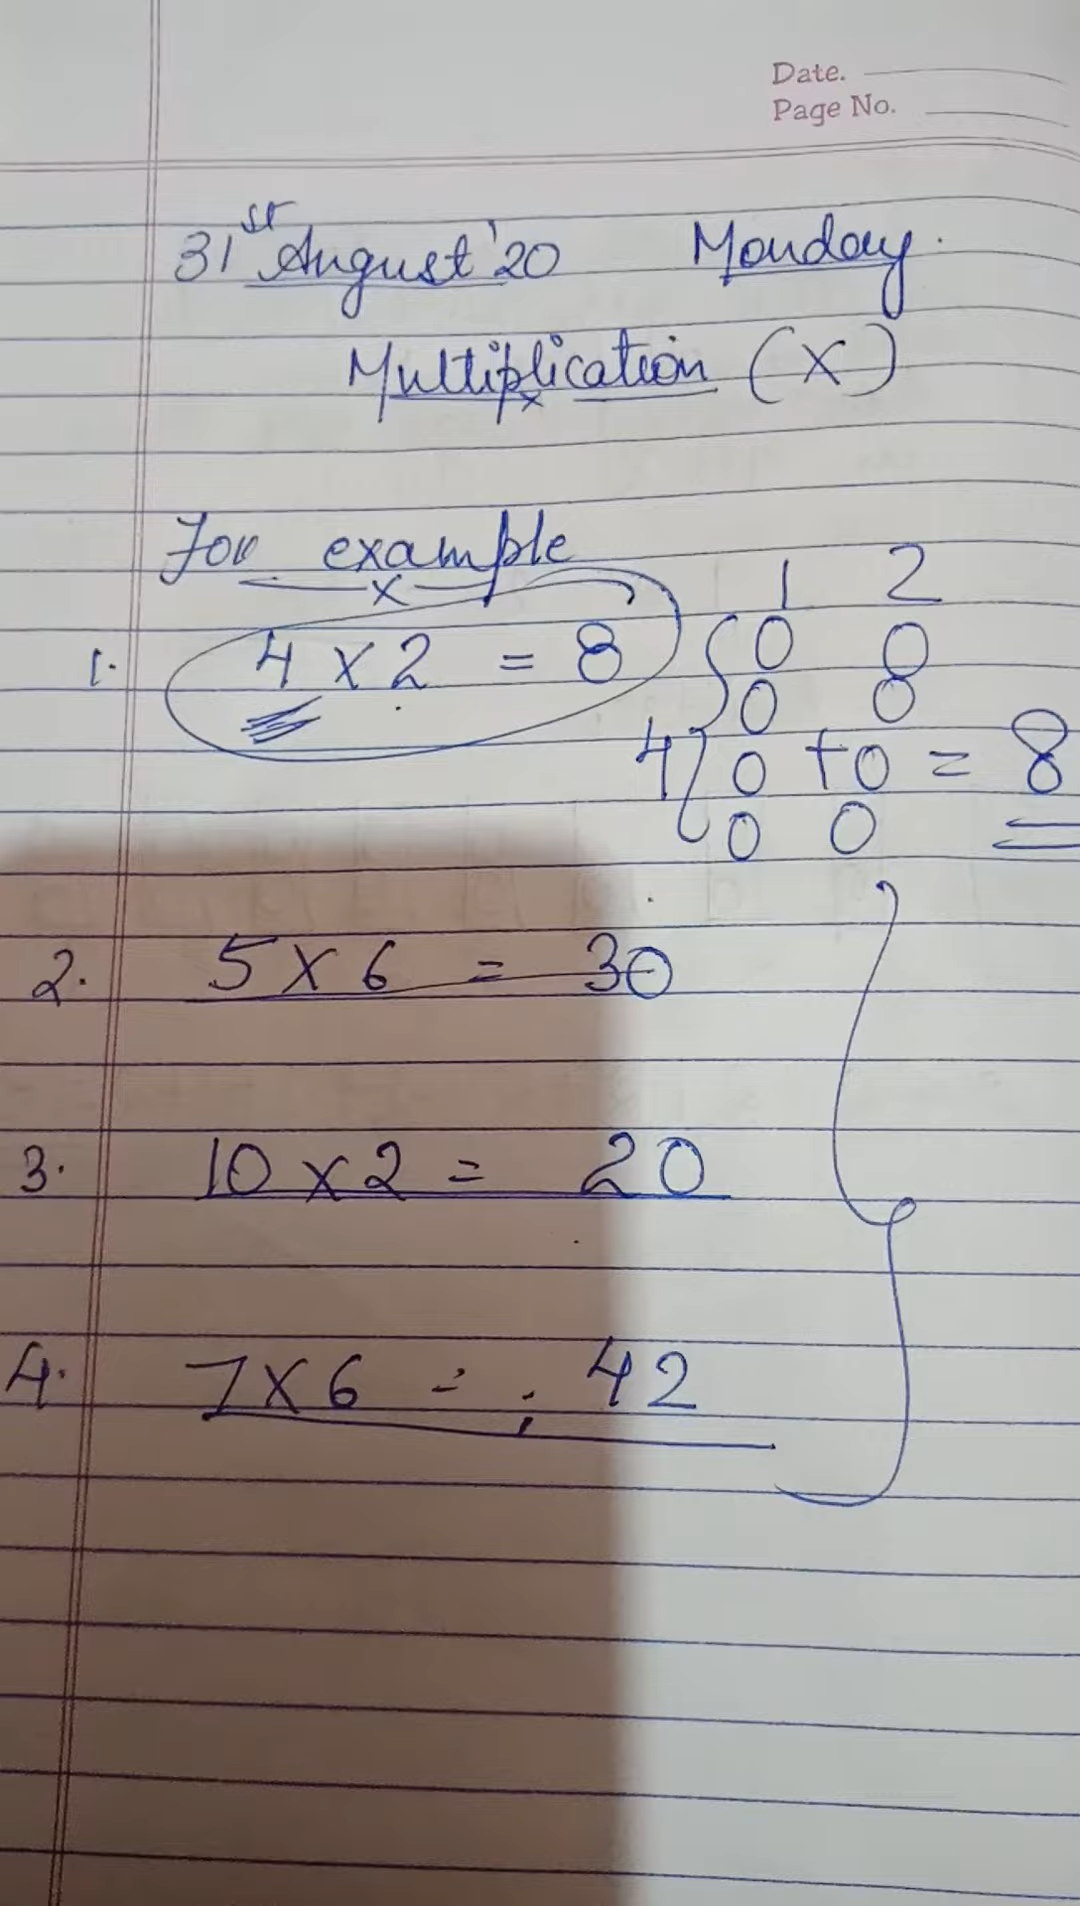 Date.
Page No.
31st August '20 Monday.
Multiplication (X)
x
For example
x
1 2
1. 4 x 2 = 8 0 0
0 0
4 0 + 0 = 8
0 0
2. 5 x 6 = 30
3. 10 x 2 = 20
4. 7 x 6 = 42